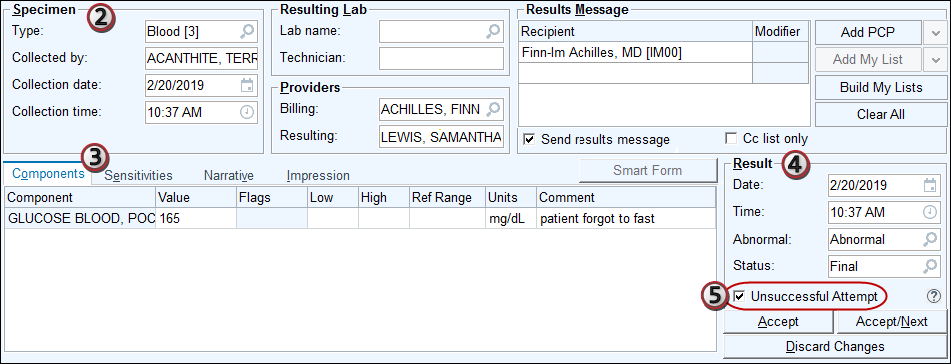 Specimen
2
Type:
Blood [3]
Collected by:
ACANTHITE, TERR
Collection date:
2/20/2019
Collection time:
10:37 AM
Resulting Lab
Lab name:
Technician:
Providers
Billing:
ACHILLES, FINN
Resulting:
LEWIS, SAMANTHA
Results Message
Recipient Modifier
Finn-Im Achilles, MD [IM00]
Send results message
Cc list only
Add PCP
Add My List
Build My Lists
Clear All
3
Components Sensitivities Narrative Impression
Smart Form
Component Value Flags Low High Ref Range Units Comment
GLUCOSE BLOOD, POC 165 mg/dL patient forgot to fast
Result
4
Date:
2/20/2019
Time:
10:37 AM
Abnormal:
Abnormal
Status:
Final
5
Unsuccessful Attempt
?
Accept
Accept/Next
Discard Changes